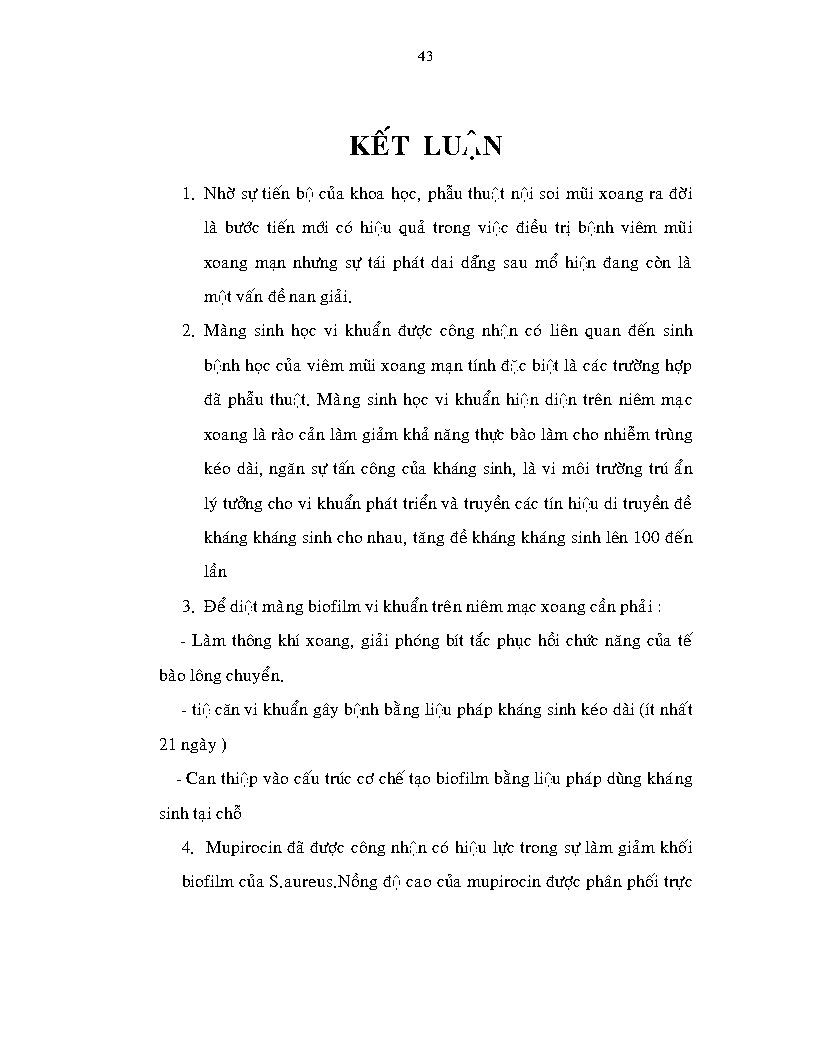 43
KẾT LUẬN
1. Nhờ sự tiến bộ của khoa học, phẫu thuật nội soi mũi xoang ra đời
là bước tiến mới có hiệu quả trong việc điều trị bệnh viêm mũi
xoang mạn nhưng sự tái phát dai dẳng sau mổ hiện đang còn là
một vấn đề nan giải.
2. Màng sinh học vi khuẩn được công nhận có liên quan đến sinh
bệnh học của viêm mũi xoang mạn tính đặc biệt là các trường hợp
đã phẫu thuật. Màng sinh học vi khuẩn hiện diện trên niêm mạc
xoang là rào cản làm giảm khả năng thực bào làm cho nhiễm trùng
kéo dài, ngăn sự tấn công của kháng sinh, là vi môi trường trú ẩn
lý tưởng cho vi khuẩn phát triển và truyền các tín hiệu di truyền đề
kháng kháng sinh cho nhau, tăng đề kháng kháng sinh lên 100 đến
lần
3. Để diệt màng biofilm vi khuẩn trên niêm mạc xoang cần phải :
- Làm thông khí xoang, giải phóng bít tắc phục hồi chức năng của tế
bào lông chuyển.
- tiệ căn vi khuẩn gây bệnh bằng liệu pháp kháng sinh kéo dài (ít nhất
21 ngày )
- Can thiệp vào cấu trúc cơ chế tạo biofilm bằng liệu pháp dùng kháng
sinh tại chỗ
4. Mupirocin đã được công nhận có hiệu lực trong sự làm giảm khối
biofilm của S.aureus.Nồng độ cao của mupirocin được phân phối trực